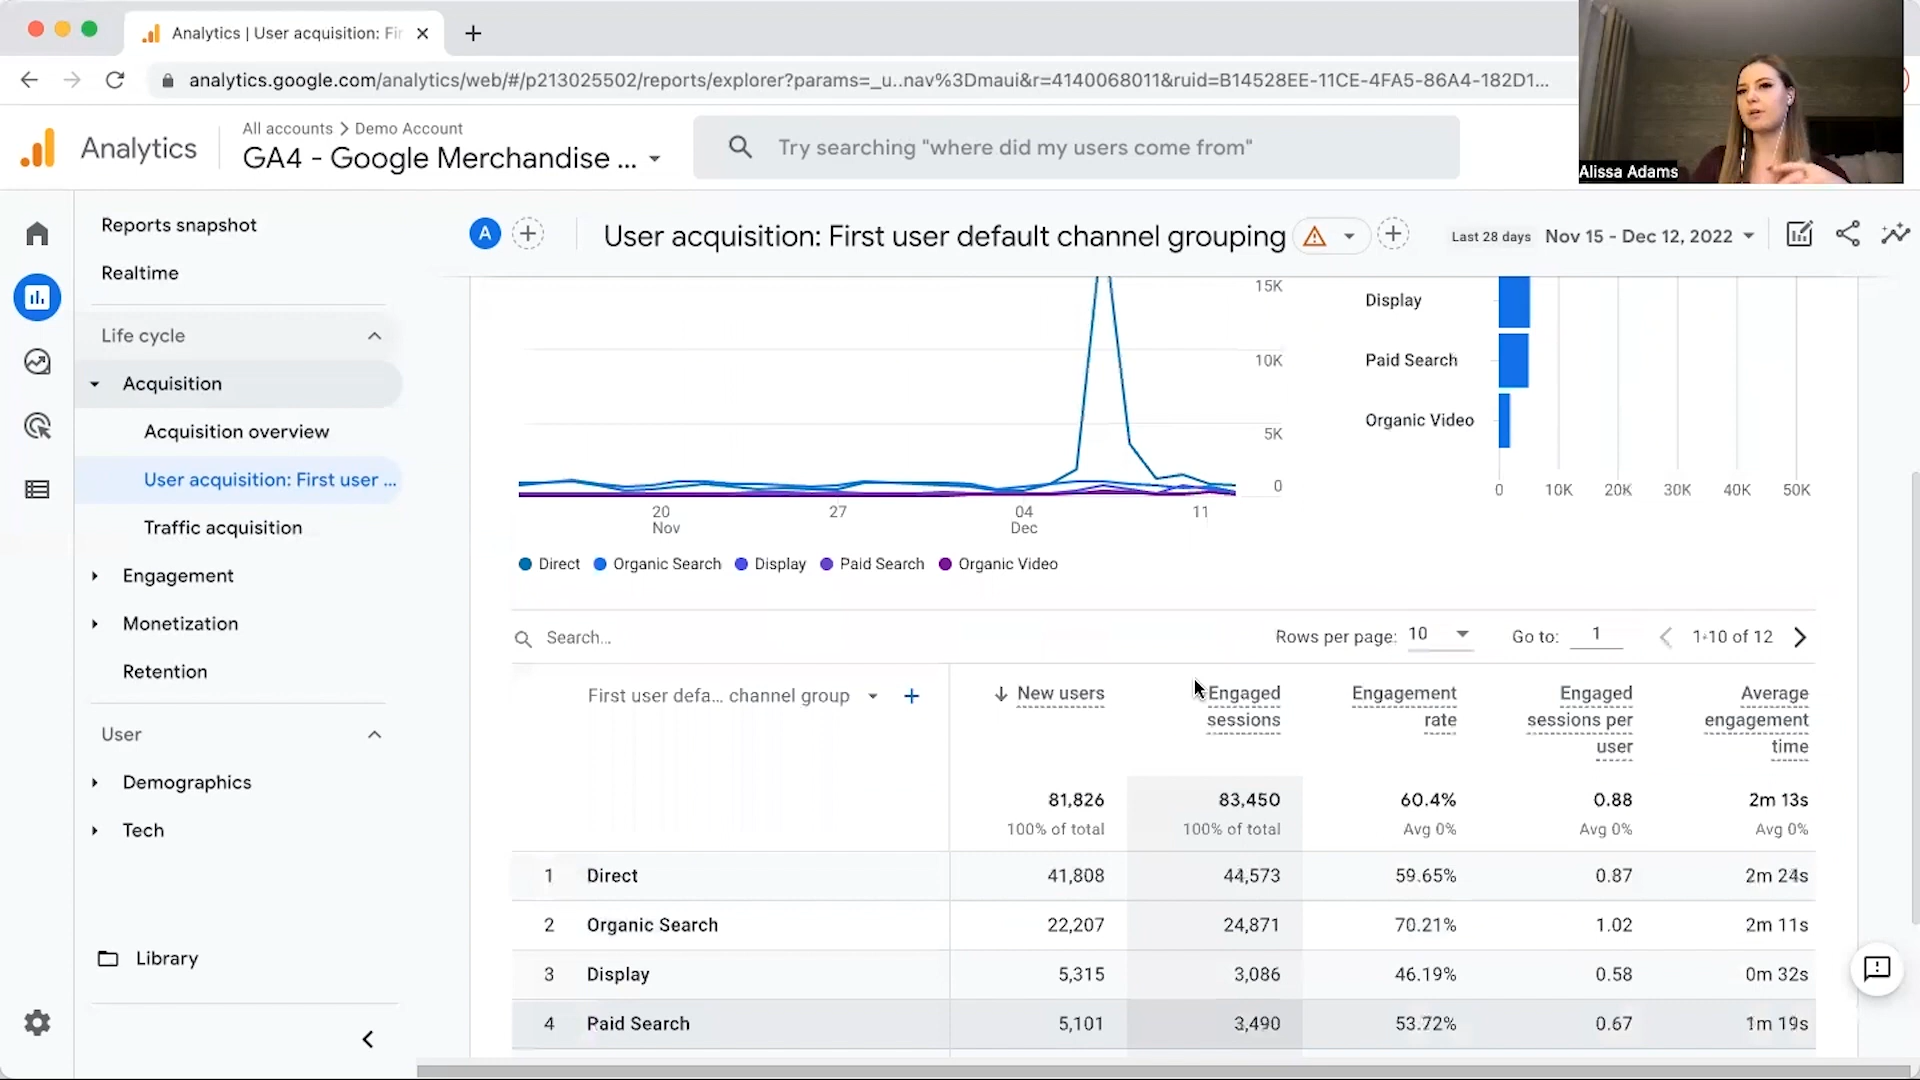 Analytics | User acquisition: Fir
analytics.google.com/analytics/web/#/p213025502/reports/explorer?params=_u..nav%3Dmaui&r=4140068011&ruid=B14528EE-11CE-4FA5-86A4-182D1...
Analytics
All accounts > Demo Account
GA4 - Google Merchandise ...
Try searching "where did my users come from"
Alissa Adams
Reports snapshot
Realtime
Life cycle
Acquisition
Acquisition overview
User acquisition: First user ...
Traffic acquisition
Engagement
Monetization
Retention
User
Demographics
Tech
Library
A
User acquisition: First user default channel grouping
Last 28 days Nov 15 - Dec 12, 2022
15K
10K
5K
0
20 Nov
27
04 Dec
11
Direct Organic Search Display Paid Search Organic Video
Display
Paid Search
Organic Video
0 10K 20K 30K 40K 50K
Search...
Rows per page: 10 Go to: 1 1-10 of 12
First user defa... channel group
New users
Engaged sessions
Engagement rate
Engaged sessions per user
Average engagement time
81,826 83,450 60.4% 0.88 2m 13s
100% of total 100% of total Avg 0% Avg 0% Avg 0%
1 Direct 41,808 44,573 59.65% 0.87 2m 24s
2 Organic Search 22,207 24,871 70.21% 1.02 2m 11s
3 Display 5,315 3,086 46.19% 0.58 0m 32s
4 Paid Search 5,101 3,490 53.72% 0.67 1m 19s